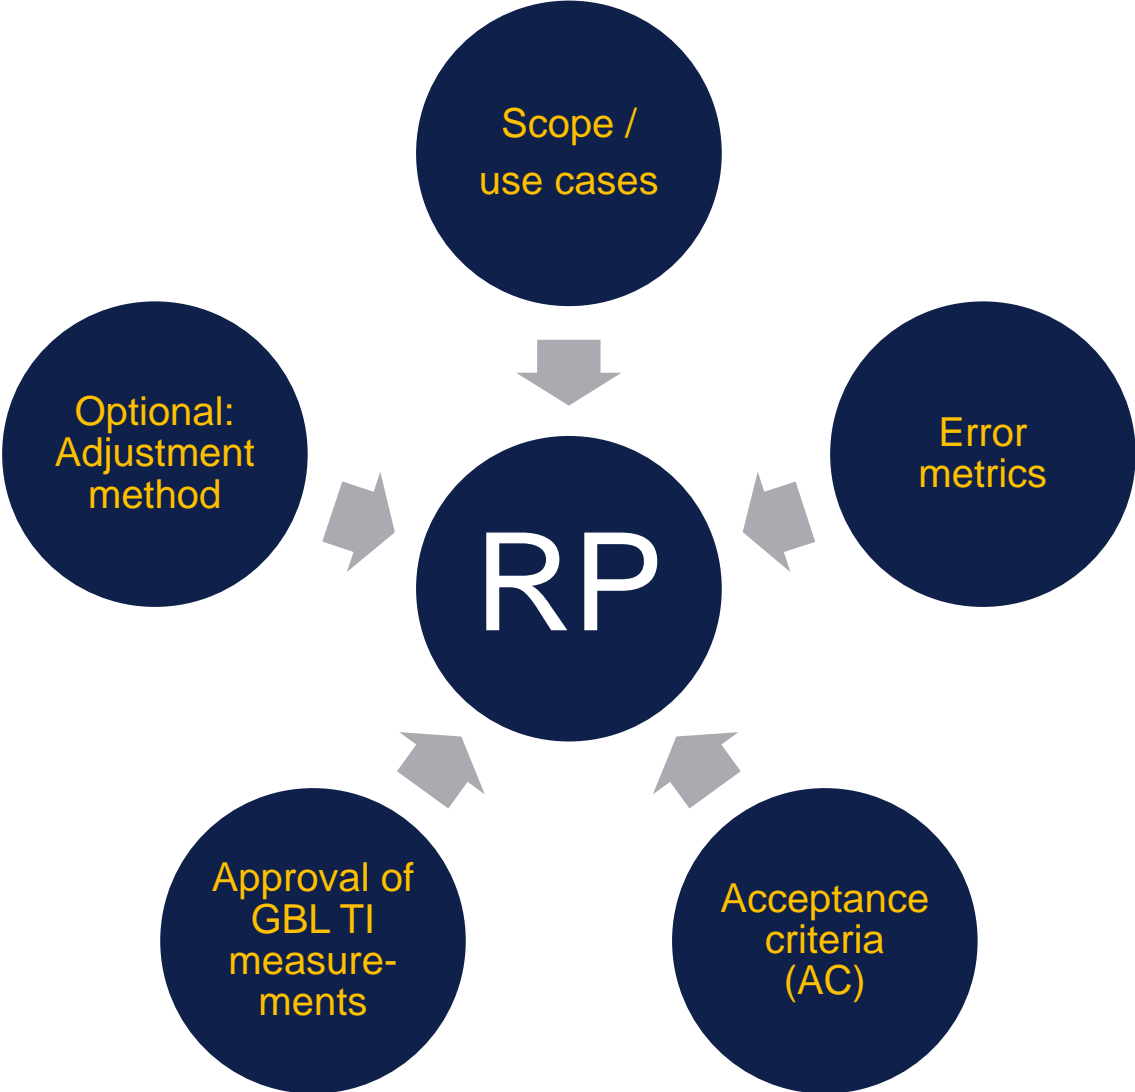 Scope /
use cases
Optional:
Adjustment
method
Error
metrics
RP
Approval of
GBL TI
measure-
ments
Acceptance
criteria
(AC)